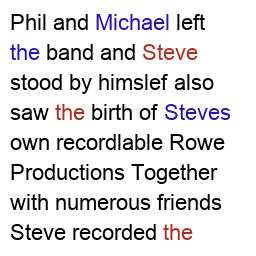 Phil and Michael left
the band and Steve
stood by himslef also
saw the birth of Steves
own recordlable Rowe
Productions Together
with numerous friends
Steve recorded the